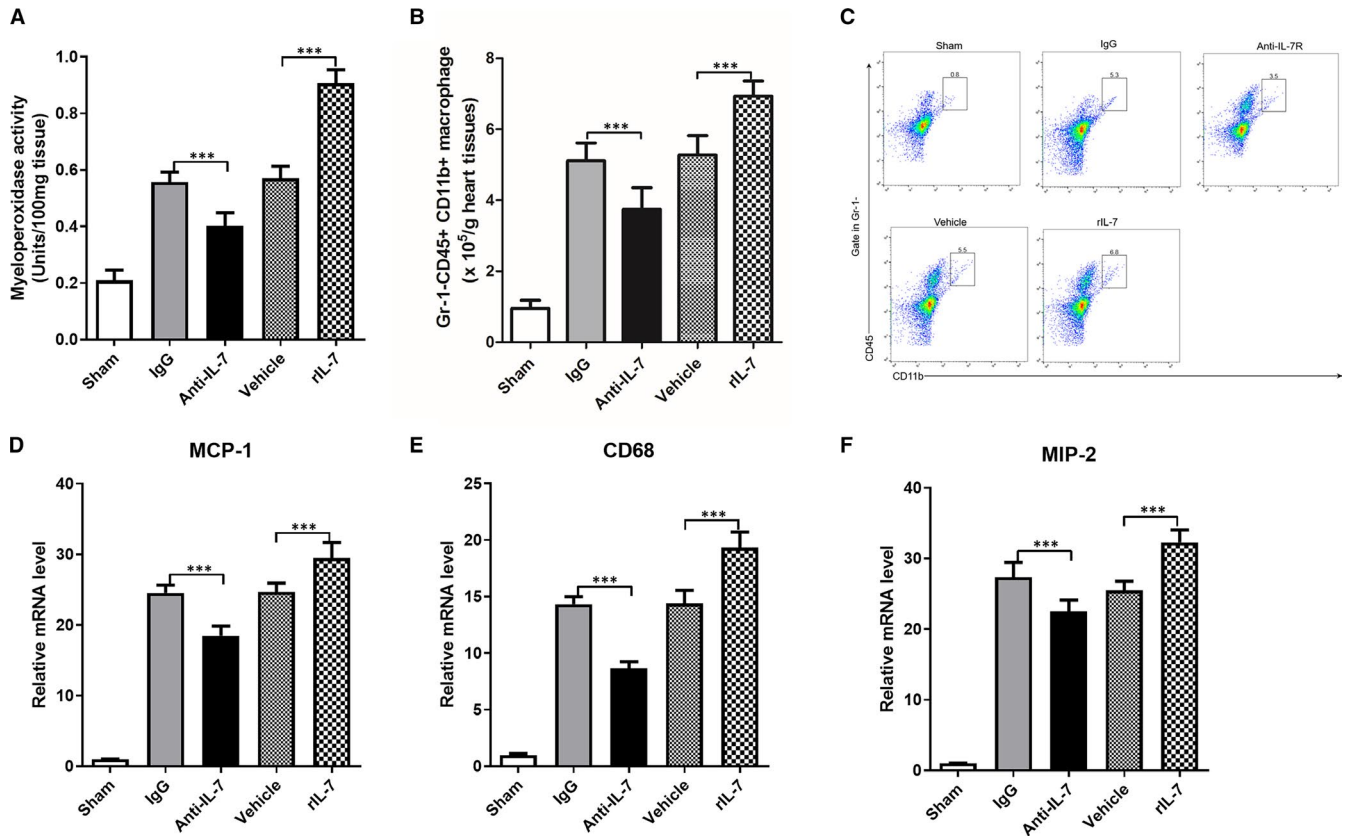 A
Myeloperoxidase activity
(Units/100mg tissue)
1.0
0.8
0.6
0.4
0.2
0.0
***
***
Sham
IgG
Anti-IL-7
Vehicle
rIL-7
B
Gr-1-CD45+ CD11b+ macrophage
(x 10⁵/g heart tissues)
8
6
4
2
0
***
***
Sham
IgG
Anti-IL-7
Vehicle
rIL-7
C
Sham
0.8
IgG
5.3
Anti-IL-7R
3.5
Vehicle
5.5
rIL-7
6.8
Gate in Gr-1-
CD45
CD11b
D
MCP-1
Relative mRNA level
40
30
20
10
0
***
***
Sham
IgG
Anti-IL-7
Vehicle
rIL-7
E
CD68
Relative mRNA level
25
20
15
10
5
0
***
***
Sham
IgG
Anti-IL-7
Vehicle
rIL-7
F
MIP-2
Relative mRNA level
40
30
20
10
0
***
***
Sham
IgG
Anti-IL-7
Vehicle
rIL-7